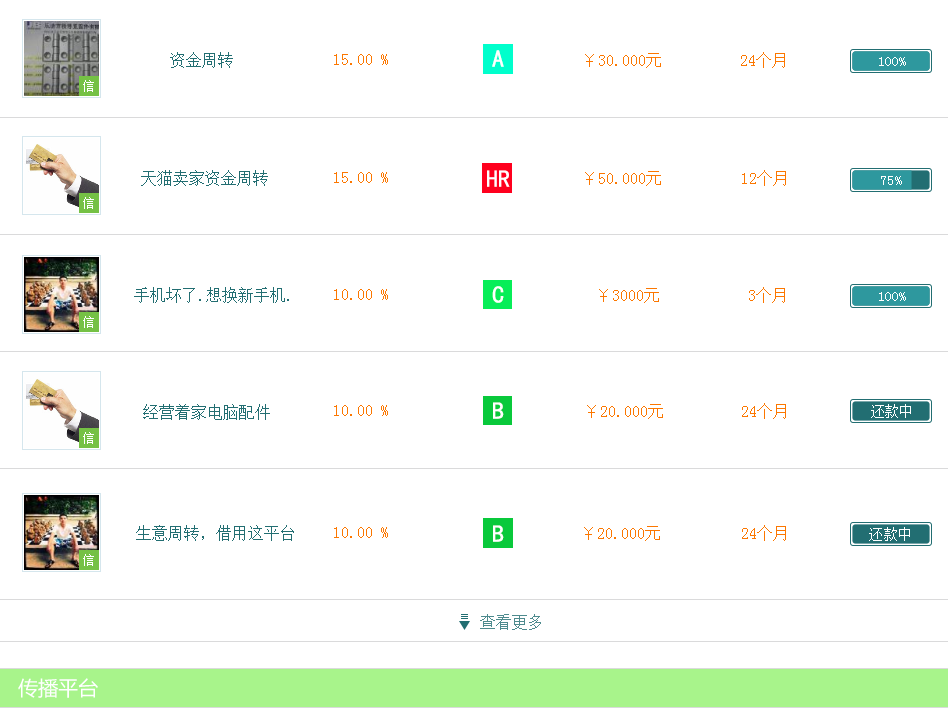 信
资金周转 15.00 % A ￥30.000元 24个月 100%
信
天猫卖家资金周转 15.00 % HR ￥50.000元 12个月 75%
信
手机坏了.想换新手机. 10.00 % C ￥3000元 3个月 100%
信
经营着家电脑配件 10.00 % B ￥20.000元 24个月 还款中
信
生意周转，借用这平台 10.00 % B ￥20.000元 24个月 还款中
查看更多
传播平台